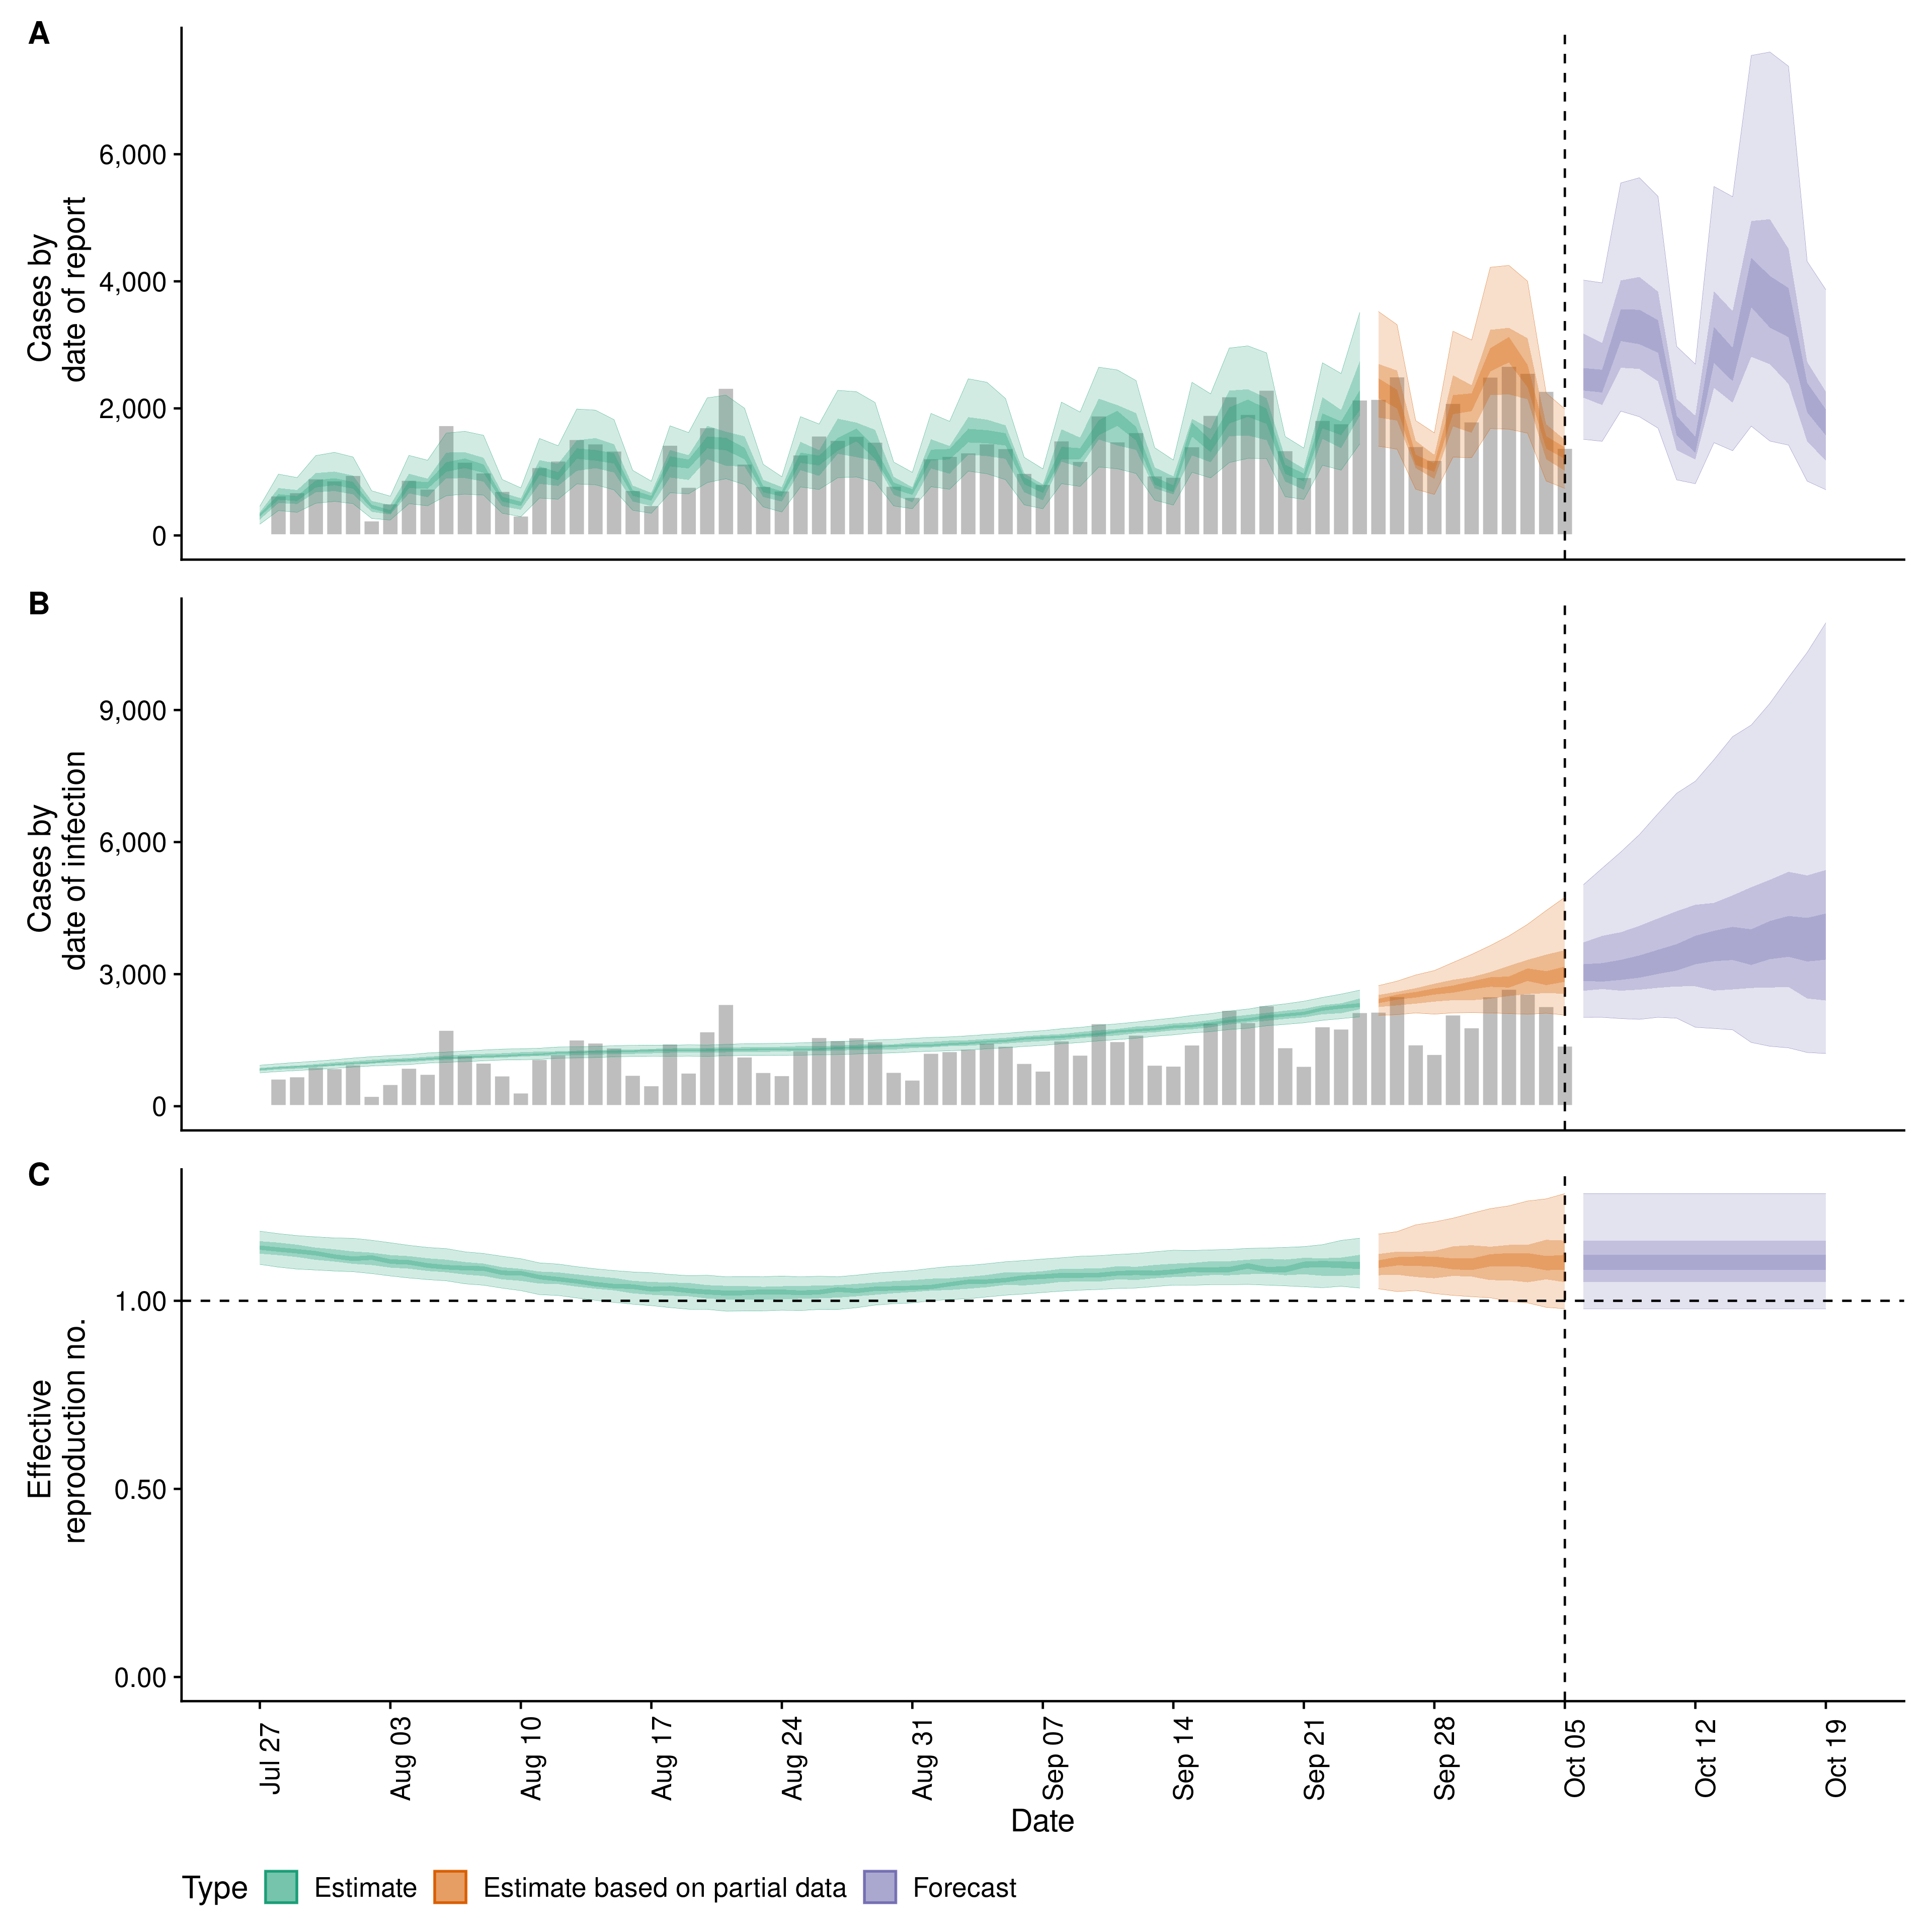 A
Cases by
date of report
6,000
4,000
2,000
0
B
Cases by
date of infection
9,000
6,000
3,000
0
C
Effective
reproduction no.
1.00
0.50
0.00
Jul 27
Aug 03
Aug 10
Aug 17
Aug 24
Aug 31
Sep 07
Sep 14
Sep 21
Sep 28
Oct 05
Oct 12
Oct 19
Date
Type Estimate Estimate based on partial data Forecast